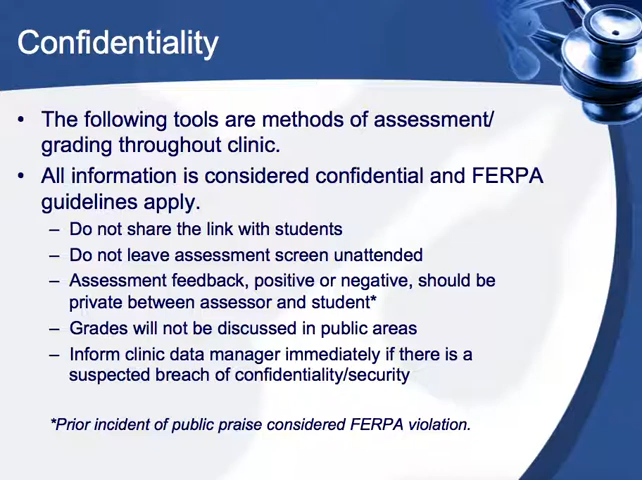 Confidentiality
• The following tools are methods of assessment/
grading throughout clinic.
• All information is considered confidential and FERPA
guidelines apply.
– Do not share the link with students
– Do not leave assessment screen unattended
– Assessment feedback, positive or negative, should be
private between assessor and student*
– Grades will not be discussed in public areas
– Inform clinic data manager immediately if there is a
suspected breach of confidentiality/security
*Prior incident of public praise considered FERPA violation.